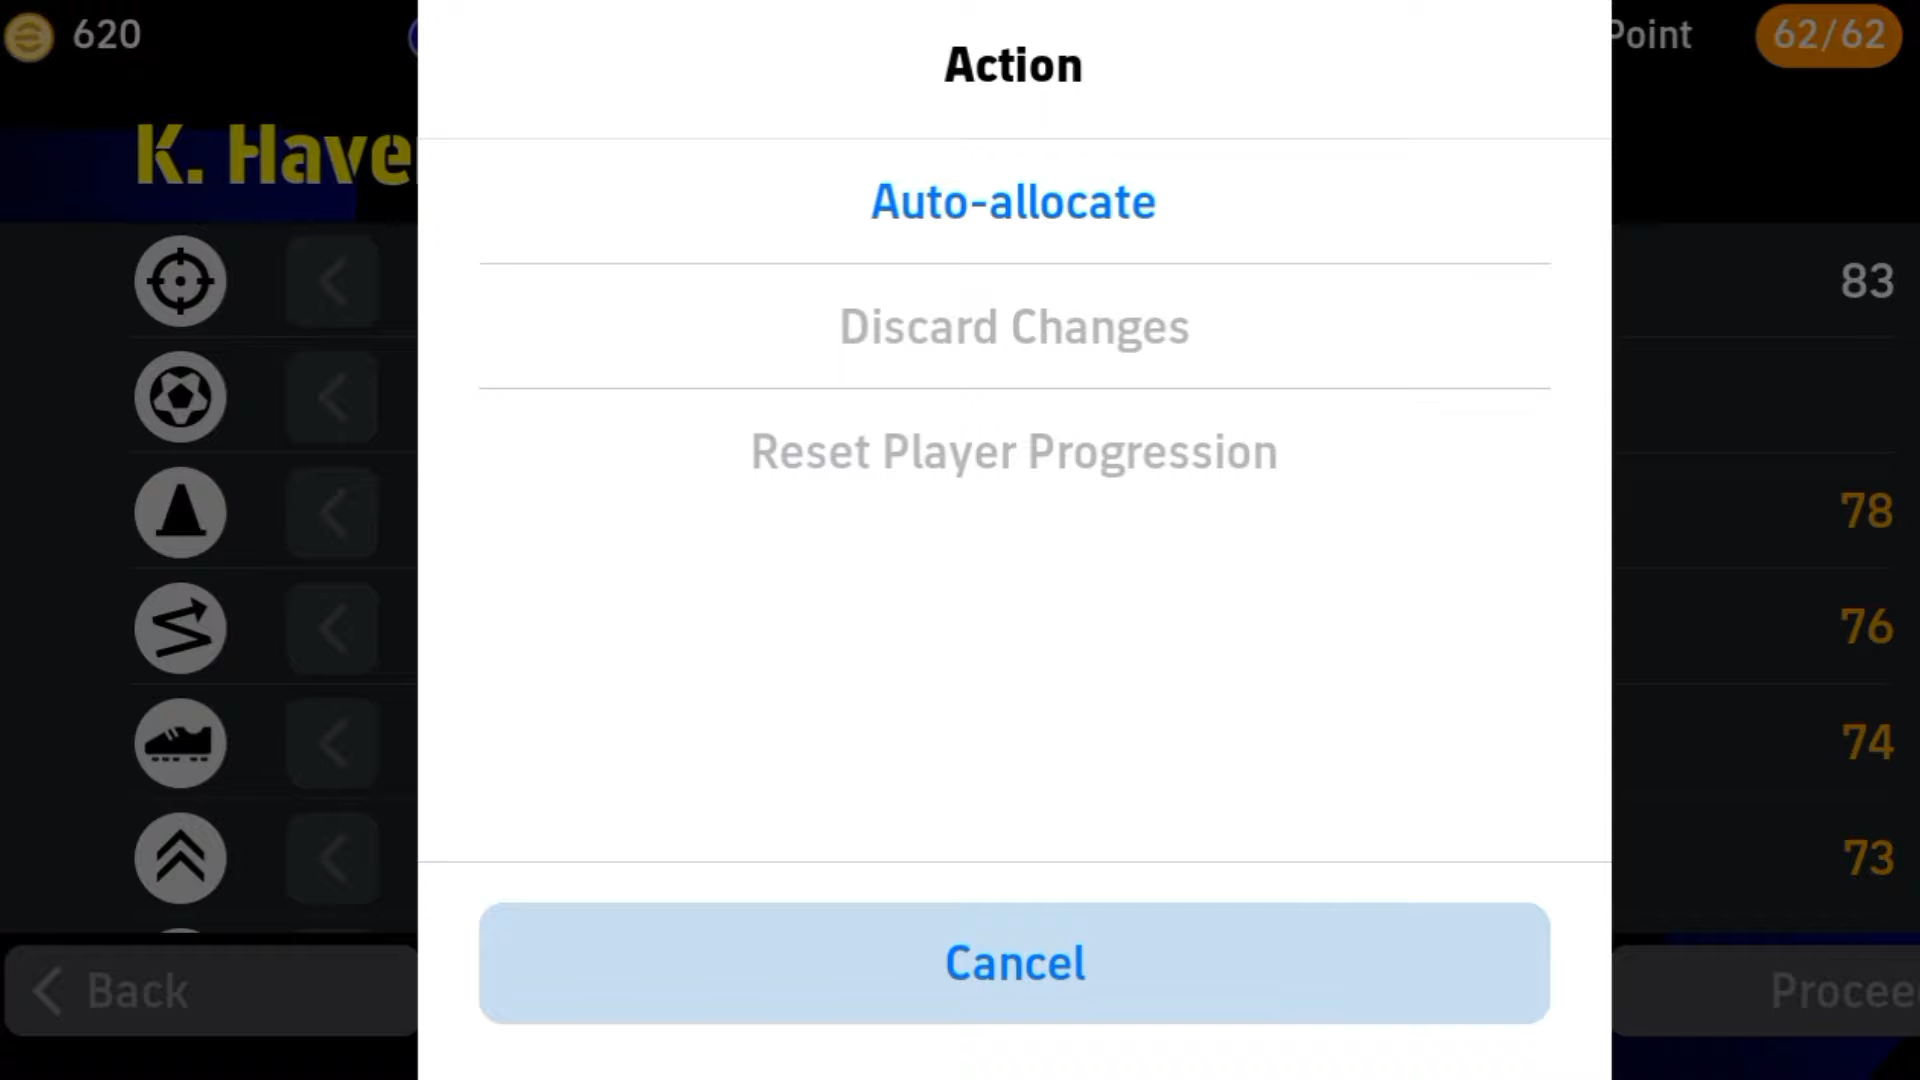 620
Point
62/62
Action
K. Have
Auto-allocate
83
Discard Changes
Reset Player Progression
78
76
74
73
Cancel
Back
Procee